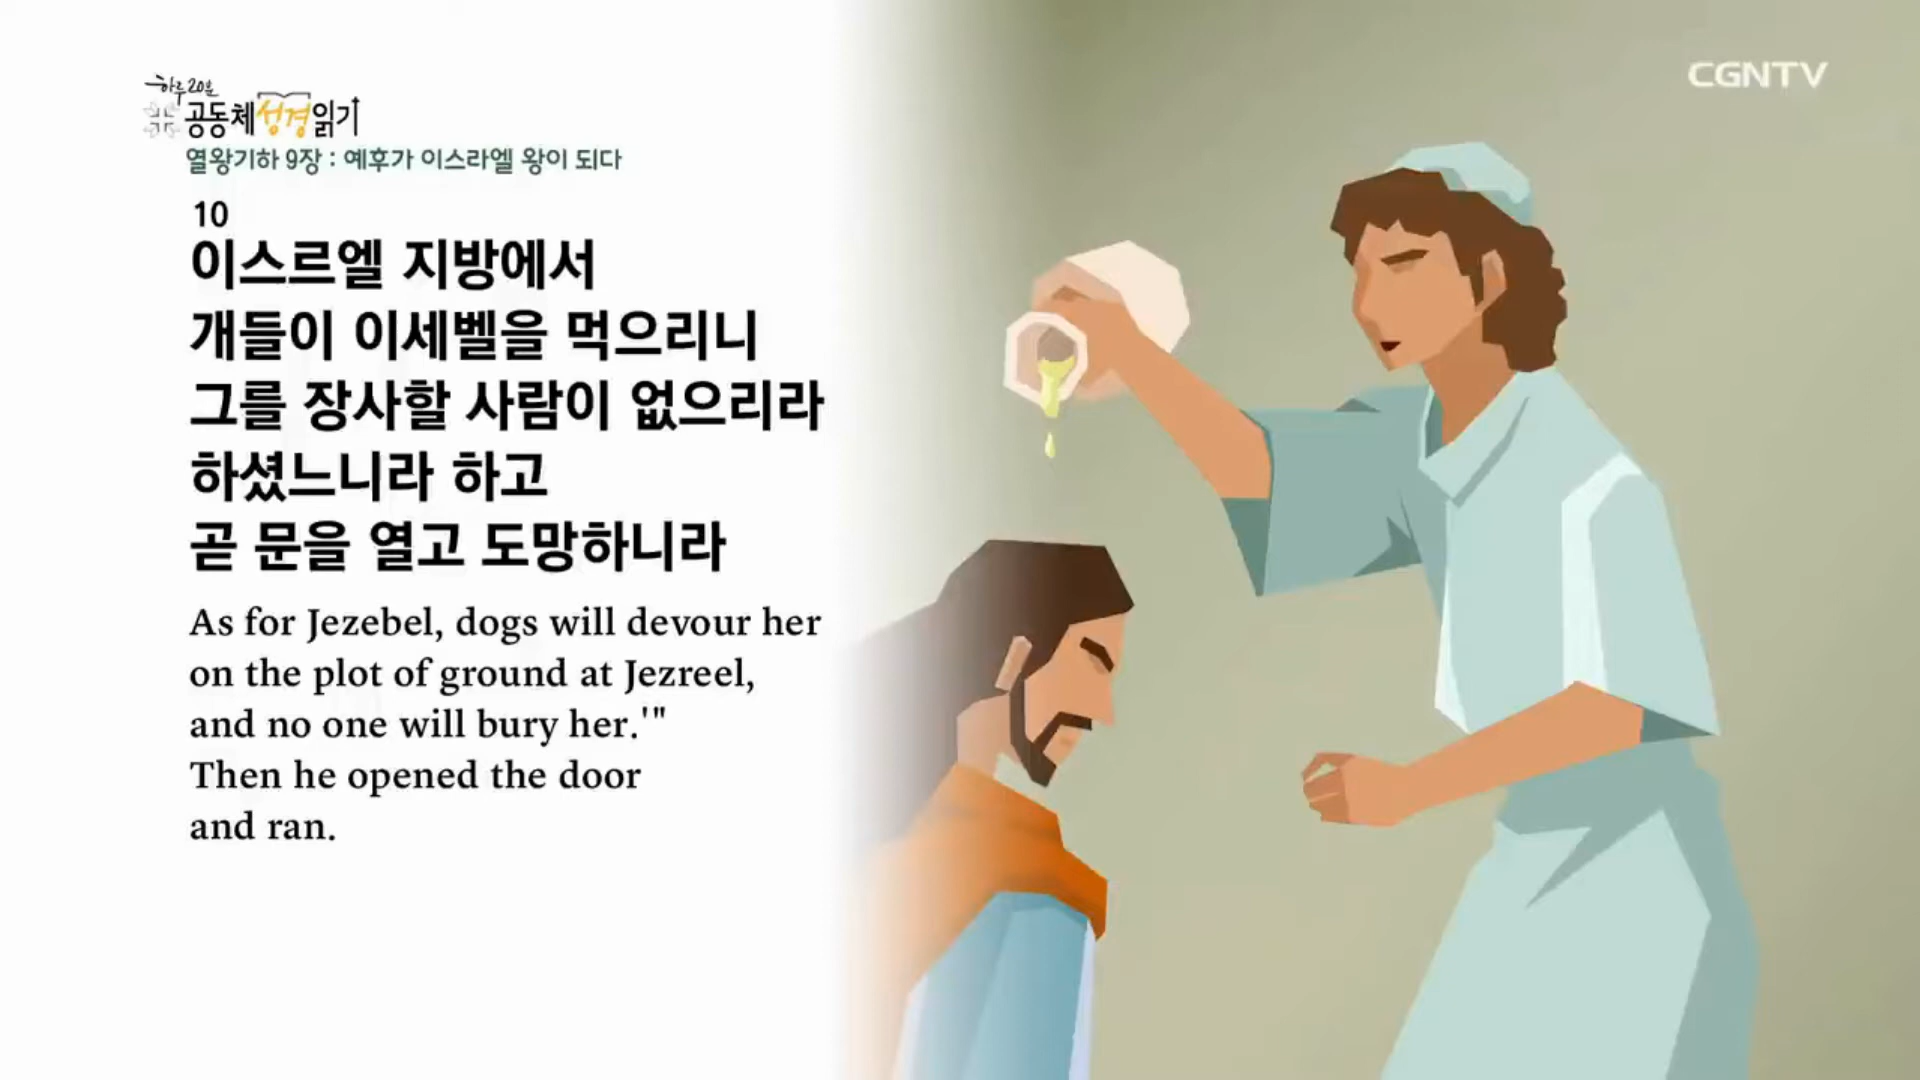 하루 20분
공동체성경읽기
CGNTV
열왕기하 9장 : 예후가 이스라엘 왕이 되다
10
이스르엘 지방에서
개들이 이세벨을 먹으리니
그를 장사할 사람이 없으리라
하셨느니라 하고
곧 문을 열고 도망하니라
As for Jezebel, dogs will devour her
on the plot of ground at Jezreel,
and no one will bury her.'"
Then he opened the door
and ran.